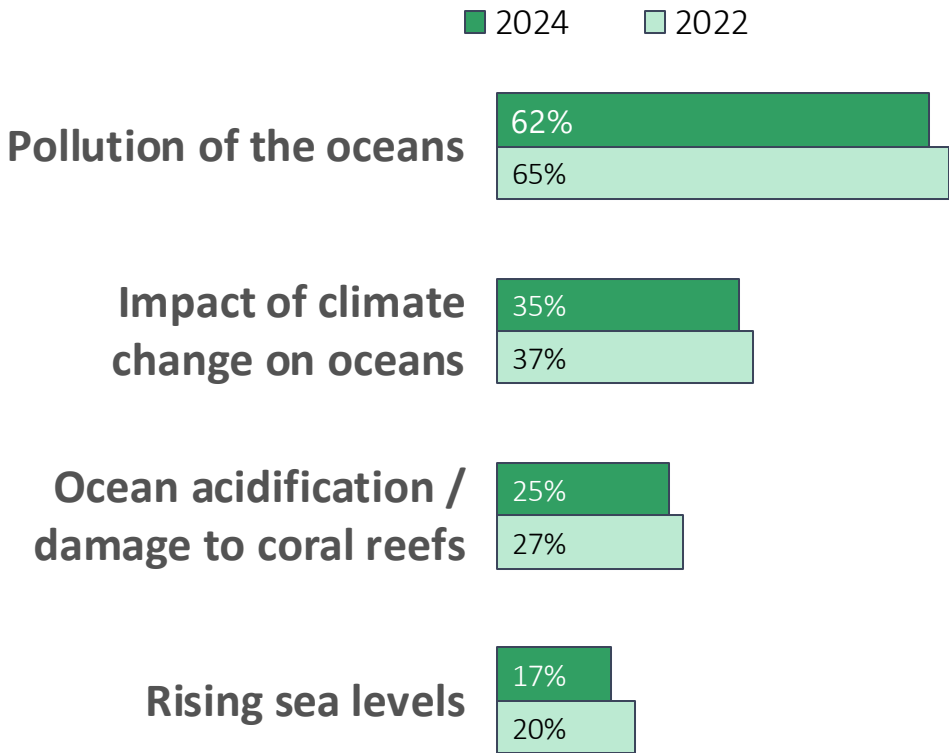 2024 2022
Pollution of the oceans
62%
65%
Impact of climate
change on oceans
35%
37%
Ocean acidification /
damage to coral reefs
25%
27%
Rising sea levels
17%
20%